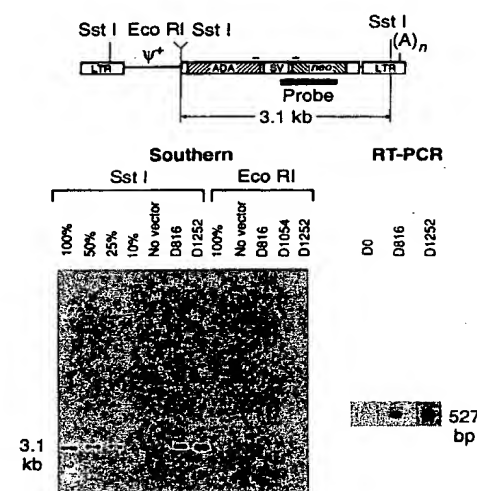 Sst I
Sst I Eco RI Sst I
(A)n
ψ+
LTR ADA SV neo LTR
Probe
3.1 kb
Southern RT-PCR
Sst I Eco RI
100%
50%
25%
10%
No vector
D816
D1252
100%
No vector
D816
D1054
D1252
D0
D816
D1252
527
bp
3.1
kb